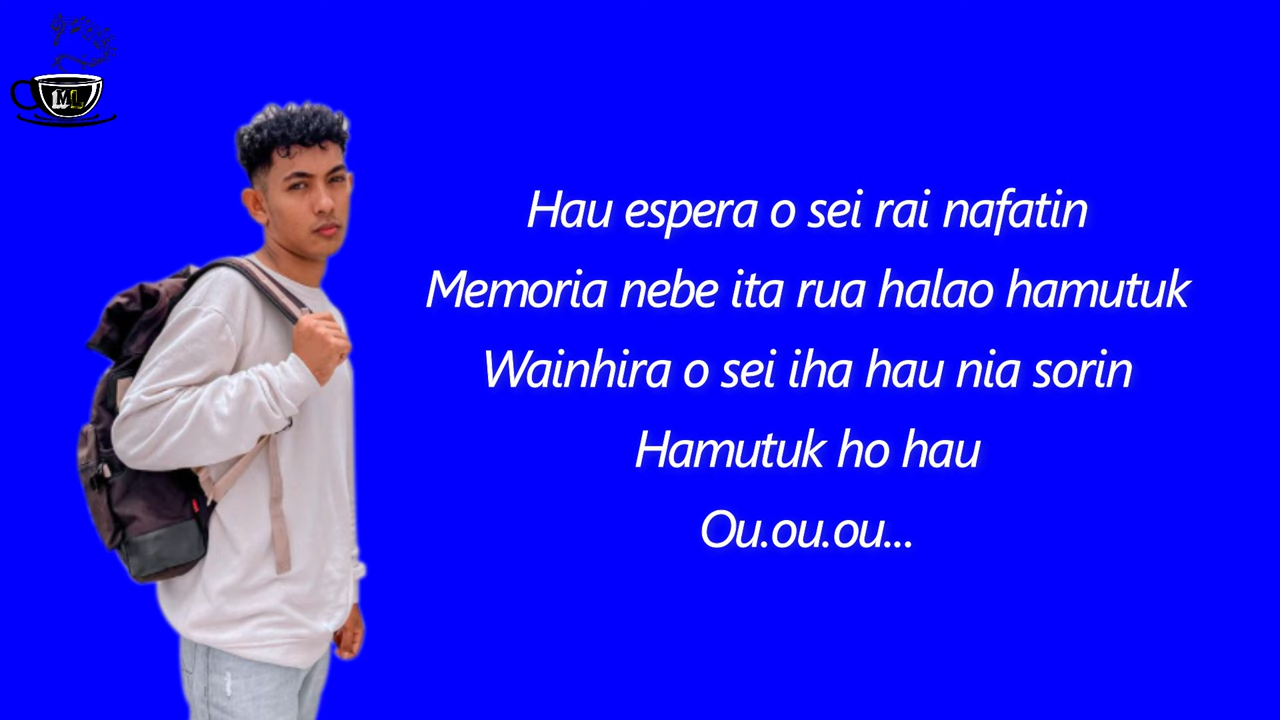 ML
Hau espera o sei rai nafatin
Memoria nebe ita rua halao hamutuk
Wainhira o sei iha hau nia sorin
Hamutuk ho hau
Ou.ou.ou...